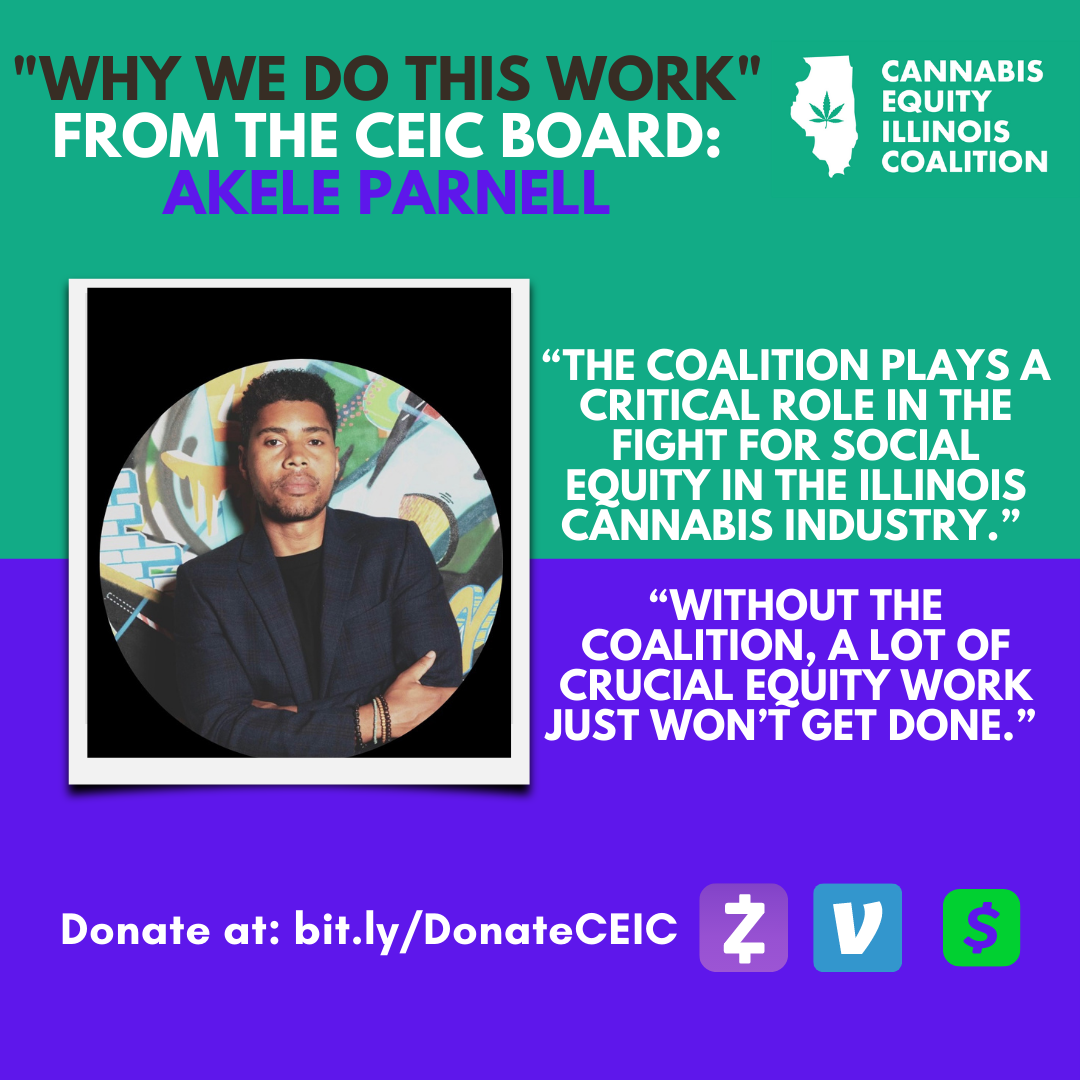 "WHY WE DO THIS WORK"
FROM THE CEIC BOARD:
AKELE PARNELL
CANNABIS
EQUITY
ILLINOIS
COALITION
“THE COALITION PLAYS A
CRITICAL ROLE IN THE
FIGHT FOR SOCIAL
EQUITY IN THE ILLINOIS
CANNABIS INDUSTRY.”
“WITHOUT THE
COALITION, A LOT OF
CRUCIAL EQUITY WORK
JUST WON’T GET DONE.”
Donate at: bit.ly/DonateCEIC